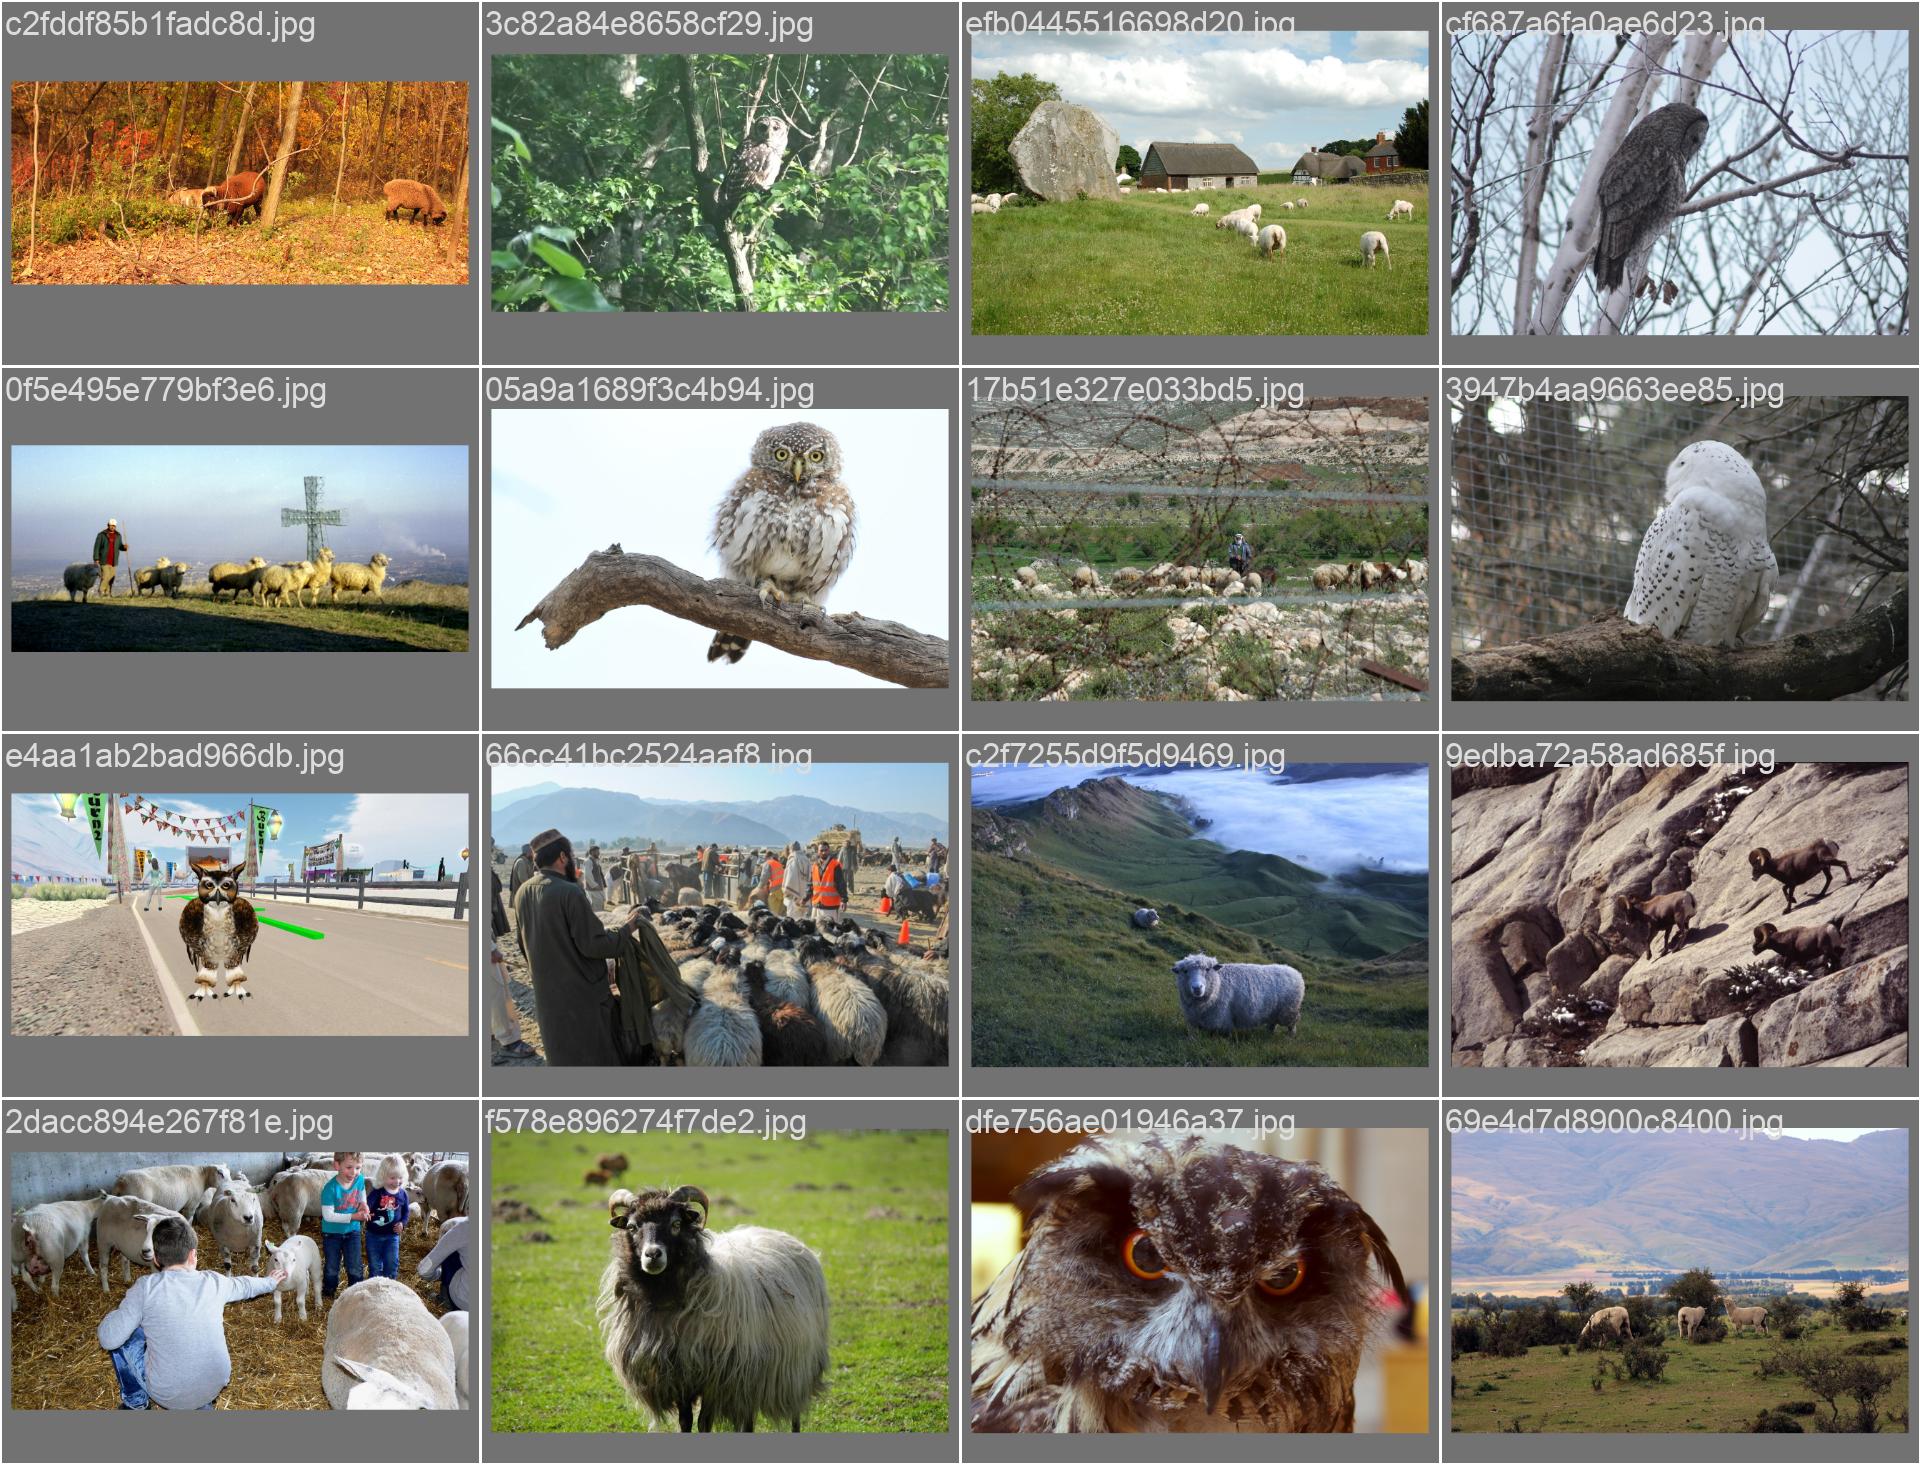 c2fddf85b1fadc8d.jpg
3c82a84e8658cf29.jpg
efb0445516698d20.jpg
cf687a6fa0ae6d23.jpg
0f5e495e779bf3e6.jpg
05a9a1689f3c4b94.jpg
17b51e327e033bd5.jpg
3947b4aa9663ee85.jpg
e4aa1ab2bad966db.jpg
66cc41bc2524aaf8.jpg
c2f7255d9f5d9469.jpg
9edba72a58ad685f.jpg
2dacc894e267f81e.jpg
f578e896274f7de2.jpg
dfe756ae01946a37.jpg
69e4d7d8900c8400.jpg